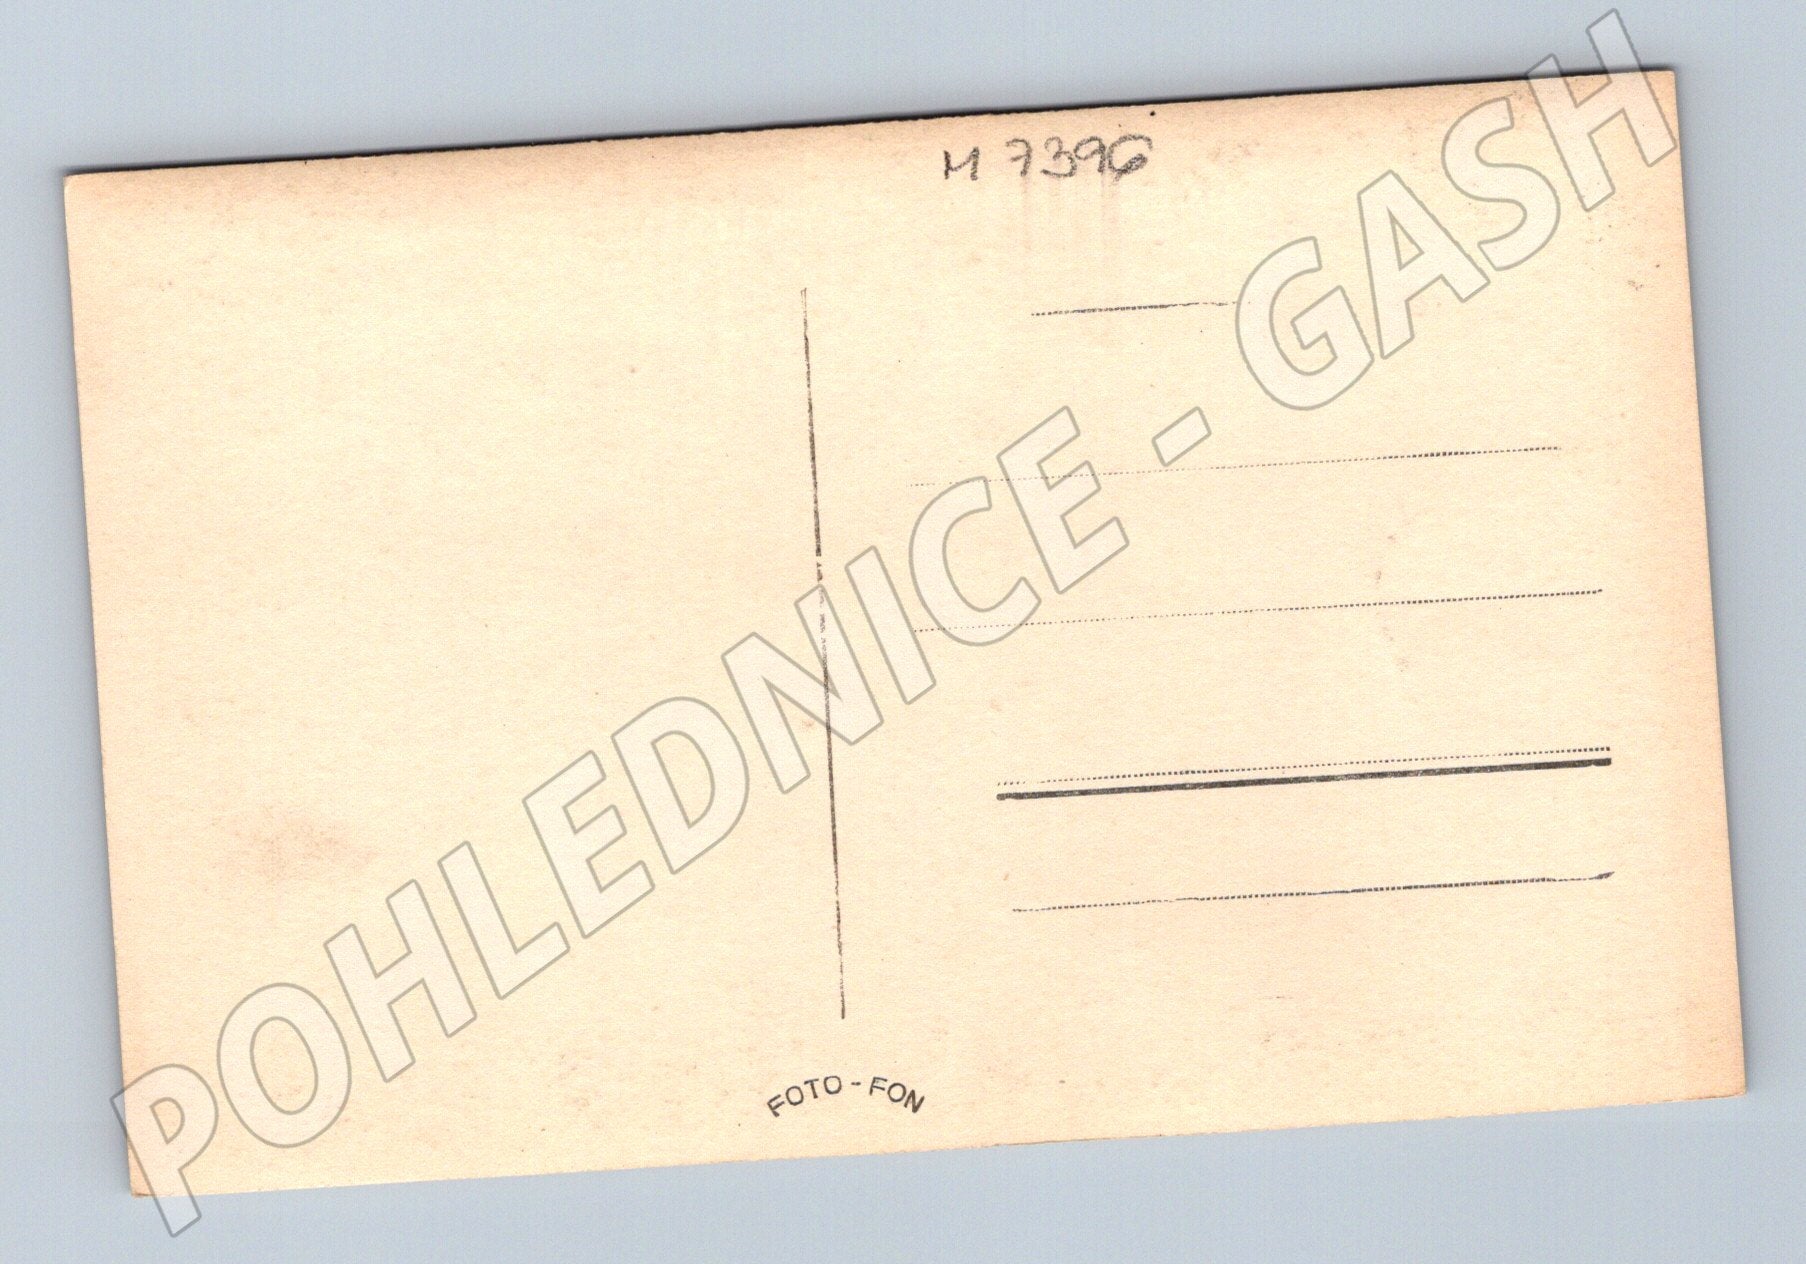 M 7396
POHLEDNICE - GASH
FOTO-FON